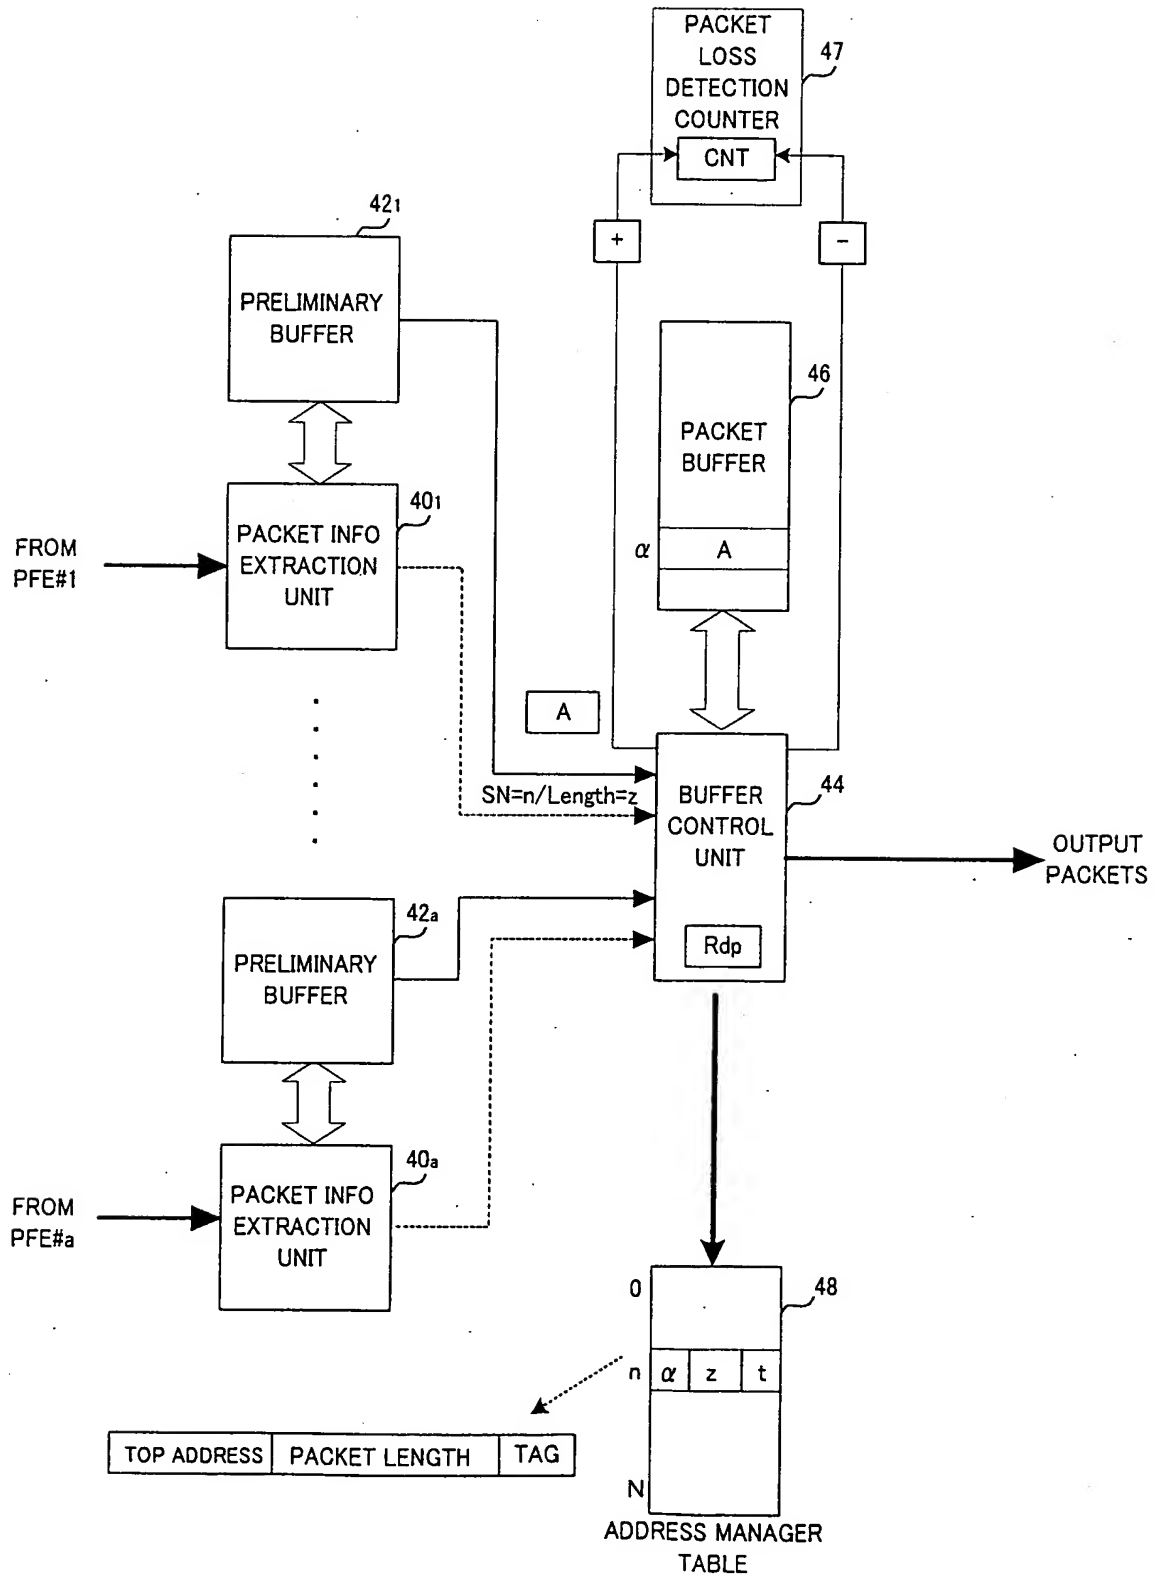 PACKET
LOSS
DETECTION
COUNTER
47
CNT
+
-
42₁
PRELIMINARY
BUFFER
46
PACKET
BUFFER
α
A
40₁
PACKET INFO
EXTRACTION
UNIT
FROM
PFE#1
A
SN=n/Length=z
BUFFER
CONTROL
UNIT
44
Rdp
OUTPUT
PACKETS
42a
PRELIMINARY
BUFFER
40a
PACKET INFO
EXTRACTION
UNIT
FROM
PFE#a
0
48
n
α z t
N
TOP ADDRESS PACKET LENGTH TAG
ADDRESS MANAGER
TABLE